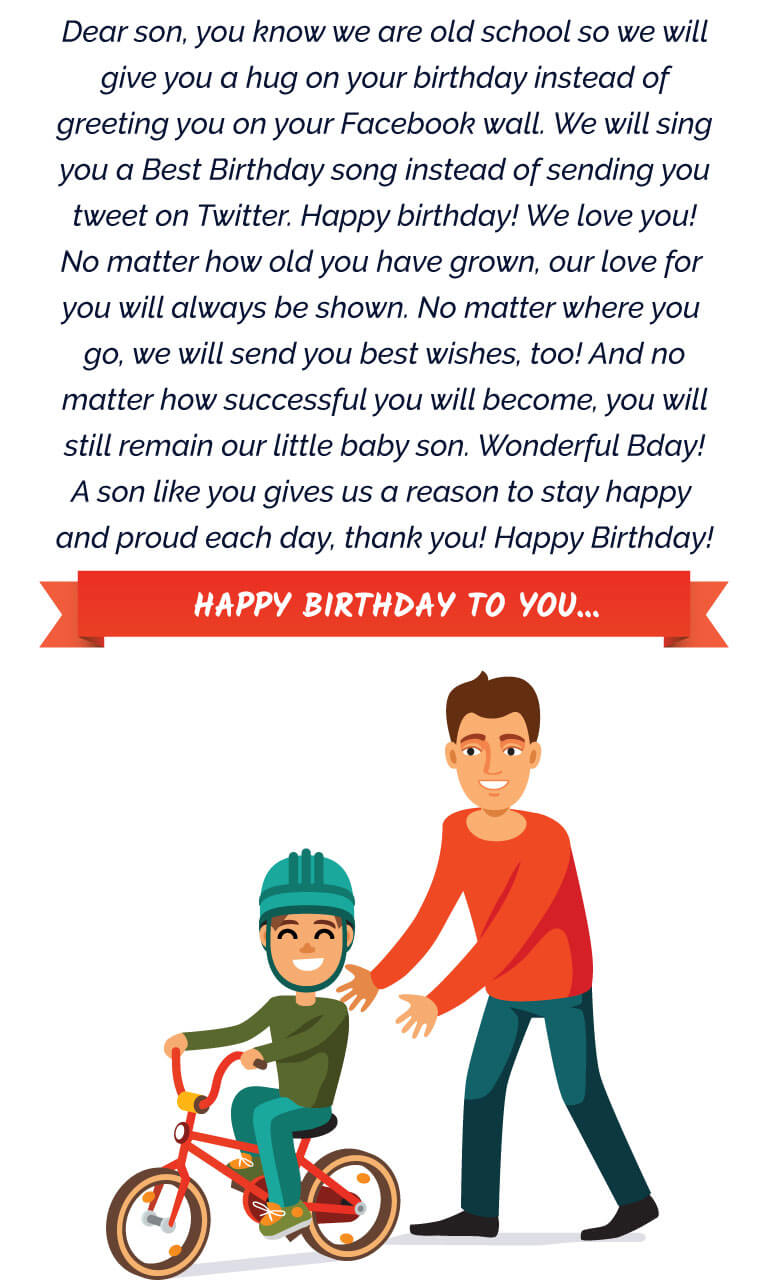 Dear son, you know we are old school so we will
give you a hug on your birthday instead of
greeting you on your Facebook wall. We will sing
you a Best Birthday song instead of sending you
tweet on Twitter. Happy birthday! We love you!
No matter how old you have grown, our love for
you will always be shown. No matter where you
go, we will send you best wishes, too! And no
matter how successful you will become, you will
still remain our little baby son. Wonderful Bday!
A son like you gives us a reason to stay happy
and proud each day, thank you! Happy Birthday!
HAPPY BIRTHDAY TO YOU...